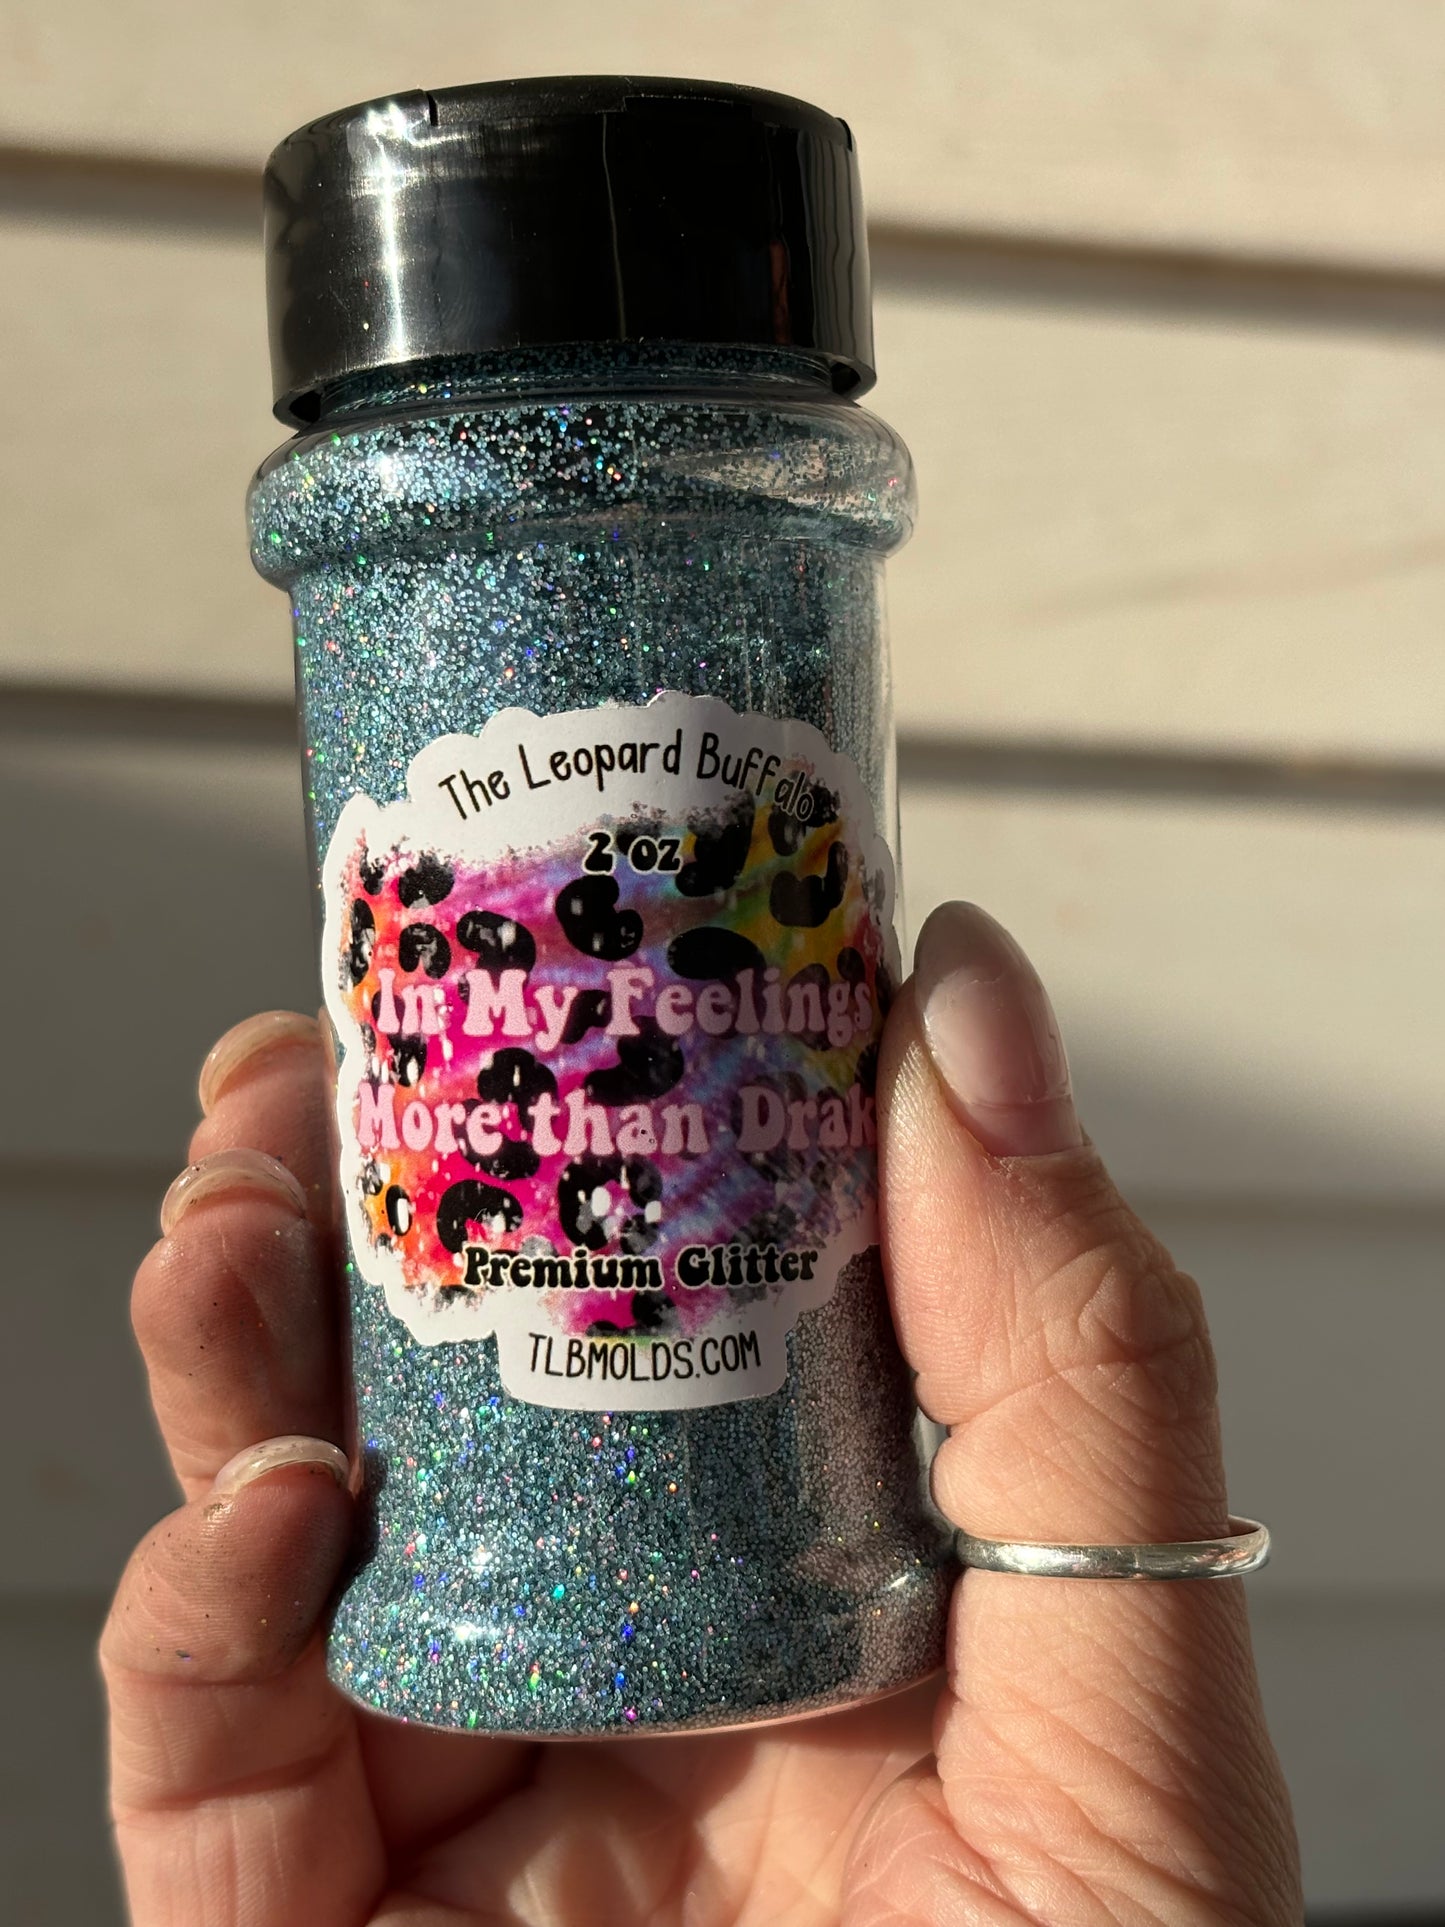 The Leopard Buffalo
2 oz
In My Feelings
More than Drak
Premium Glitter
TLBMOLDS.COM